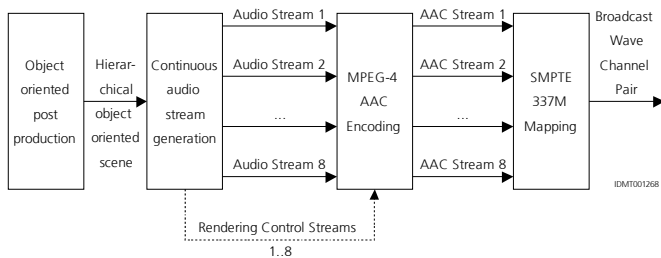 Object
oriented
post
production
Hierar-
chical
object
oriented
scene
Continuous
audio
stream
generation
Audio Stream 1
Audio Stream 2
...
Audio Stream 8
MPEG-4
AAC
Encoding
AAC Stream 1
AAC Stream 2
...
AAC Stream 8
SMPTE
337M
Mapping
Broadcast
Wave
Channel
Pair
IDMT001268
Rendering Control Streams
1..8